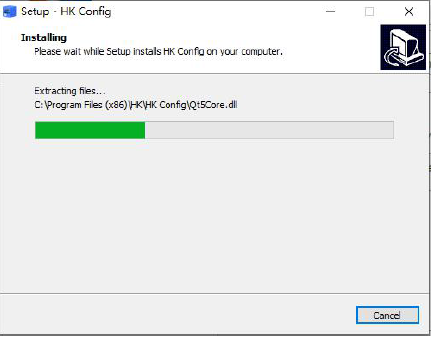 Setup - HK Config
Installing
Please wait while Setup installs HK Config on your computer.
Extracting files...
C:\Program Files (x86)\HK\HK Config\Qt5Core.dll
Cancel